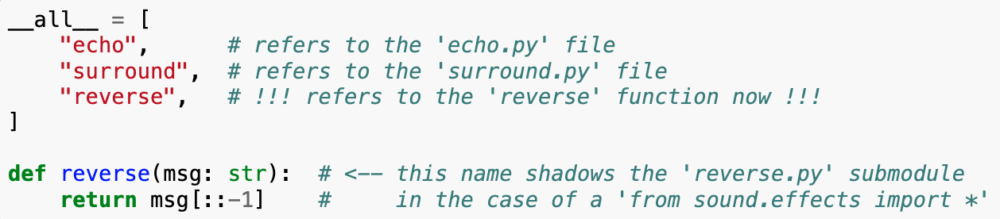 __all__ = [
    "echo",      # refers to the 'echo.py' file
    "surround",  # refers to the 'surround.py' file
    "reverse",   # !!! refers to the 'reverse' function now !!!
]

def reverse(msg: str):  # <-- this name shadows the 'reverse.py' submodule
    return msg[::-1]    #     in the case of a 'from sound.effects import *'